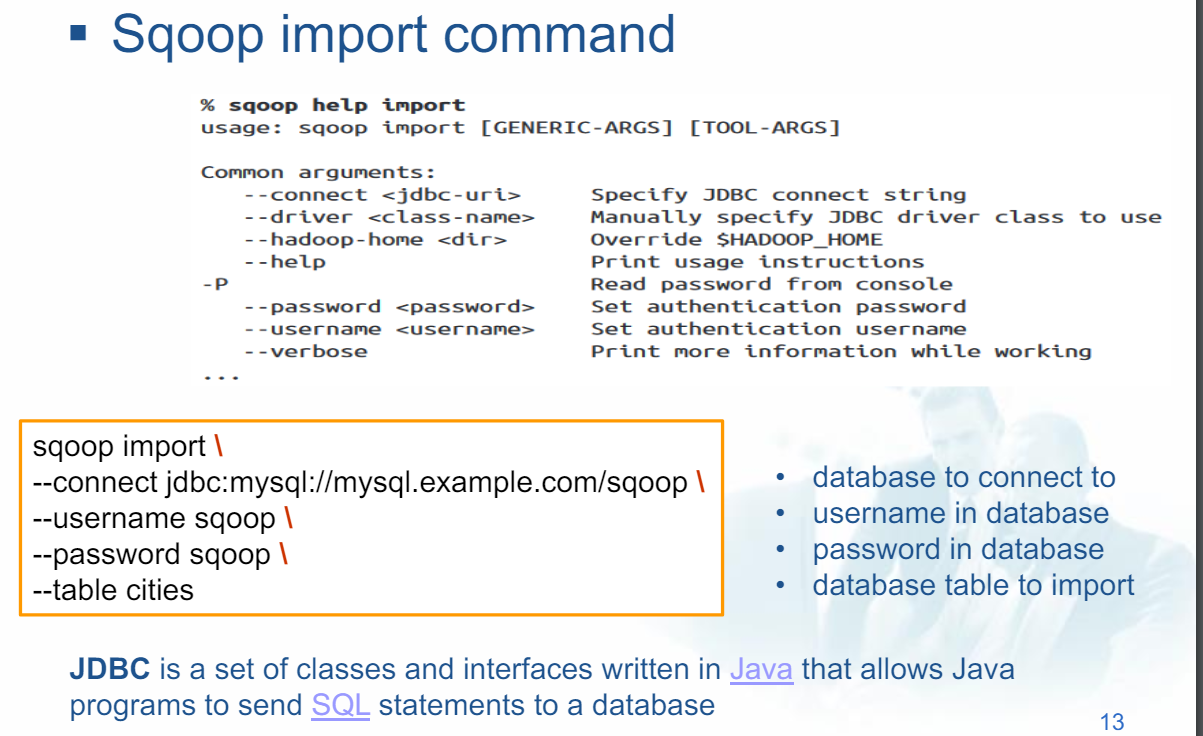 ▪ Sqoop import command
% sqoop help import
usage: sqoop import [GENERIC-ARGS] [TOOL-ARGS]
Common arguments:
--connect <jdbc-uri> Specify JDBC connect string
--driver <class-name> Manually specify JDBC driver class to use
--hadoop-home <dir> Override $HADOOP_HOME
--help Print usage instructions
-P Read password from console
--password <password> Set authentication password
--username <username> Set authentication username
--verbose Print more information while working
...
sqoop import \
--connect jdbc:mysql://mysql.example.com/sqoop \
--username sqoop \
--password sqoop \
--table cities
• database to connect to
• username in database
• password in database
• database table to import
JDBC is a set of classes and interfaces written in Java that allows Java
programs to send SQL statements to a database
13